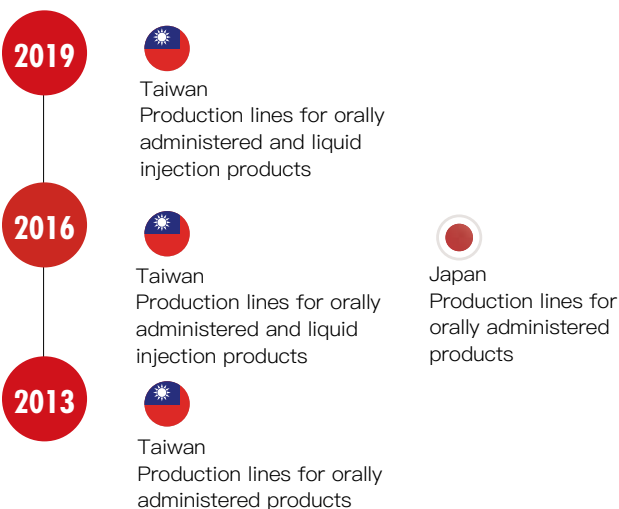 2019
Taiwan
Production lines for orally
administered and liquid
injection products
2016
Taiwan
Production lines for orally
administered and liquid
injection products
Japan
Production lines for
orally administered
products
2013
Taiwan
Production lines for orally
administered products